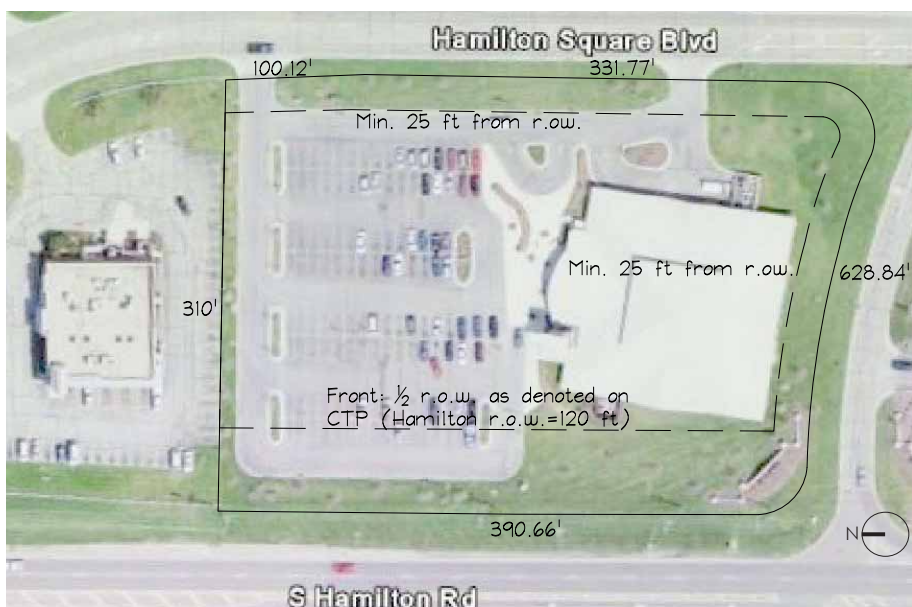 Hamilton Square Blvd
100.12'
331.77'
Min. 25 ft from r.o.w.
Min. 25 ft from r.o.w.
628.84'
310'
Front: ½ r.o.w. as denoted on
CTP (Hamilton r.o.w.=120 ft)
390.66'
N
S Hamilton Rd